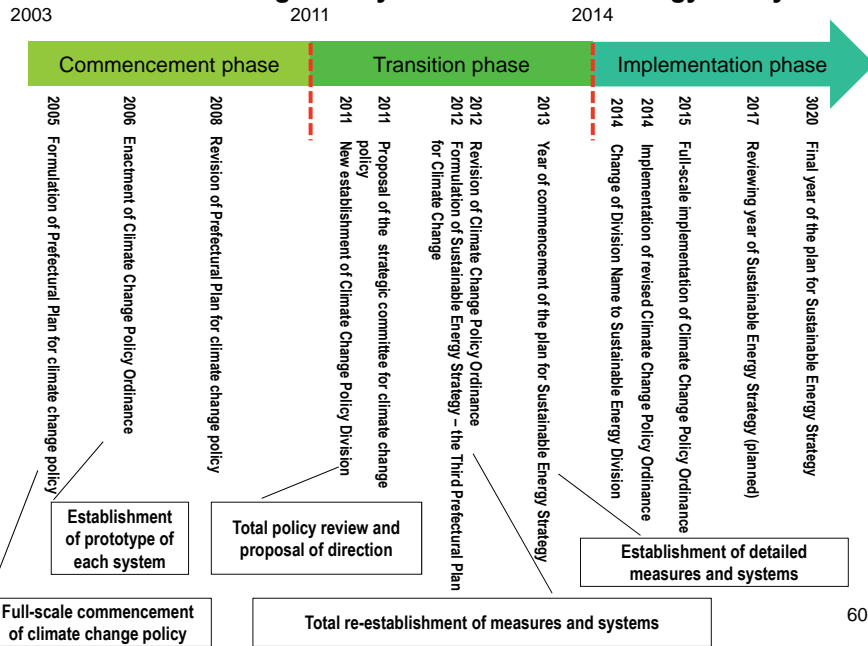 2003
2011
2014
Commencement phase
Transition phase
Implementation phase
2005 Formulation of Prefectural Plan for climate change policy
2006 Enactment of Climate Change Policy Ordinance
2008 Revision of Prefectural Plan for climate change policy
2011 New establishment of Climate Change Policy Division
2011 Proposal of the strategic committee for climate change
policy
2012 Revision of Climate Change Policy Ordinance
2012 Formulation of Sustainable Energy Strategy – the Third Prefectural Plan
for Climate Change
2013 Year of commencement of the plan for Sustainable Energy Strategy
2014 Change of Division Name to Sustainable Energy Division
2014 Implementation of revised Climate Change Policy Ordinance
2015 Full-scale implementation of Climate Change Policy Ordinance
2017 Reviewing year of Sustainable Energy Strategy (planned)
3020 Final year of the plan for Sustainable Energy Strategy
Establishment
of prototype of
each system
Total policy review and
proposal of direction
Establishment of detailed
measures and systems
Full-scale commencement
of climate change policy
Total re-establishment of measures and systems
60